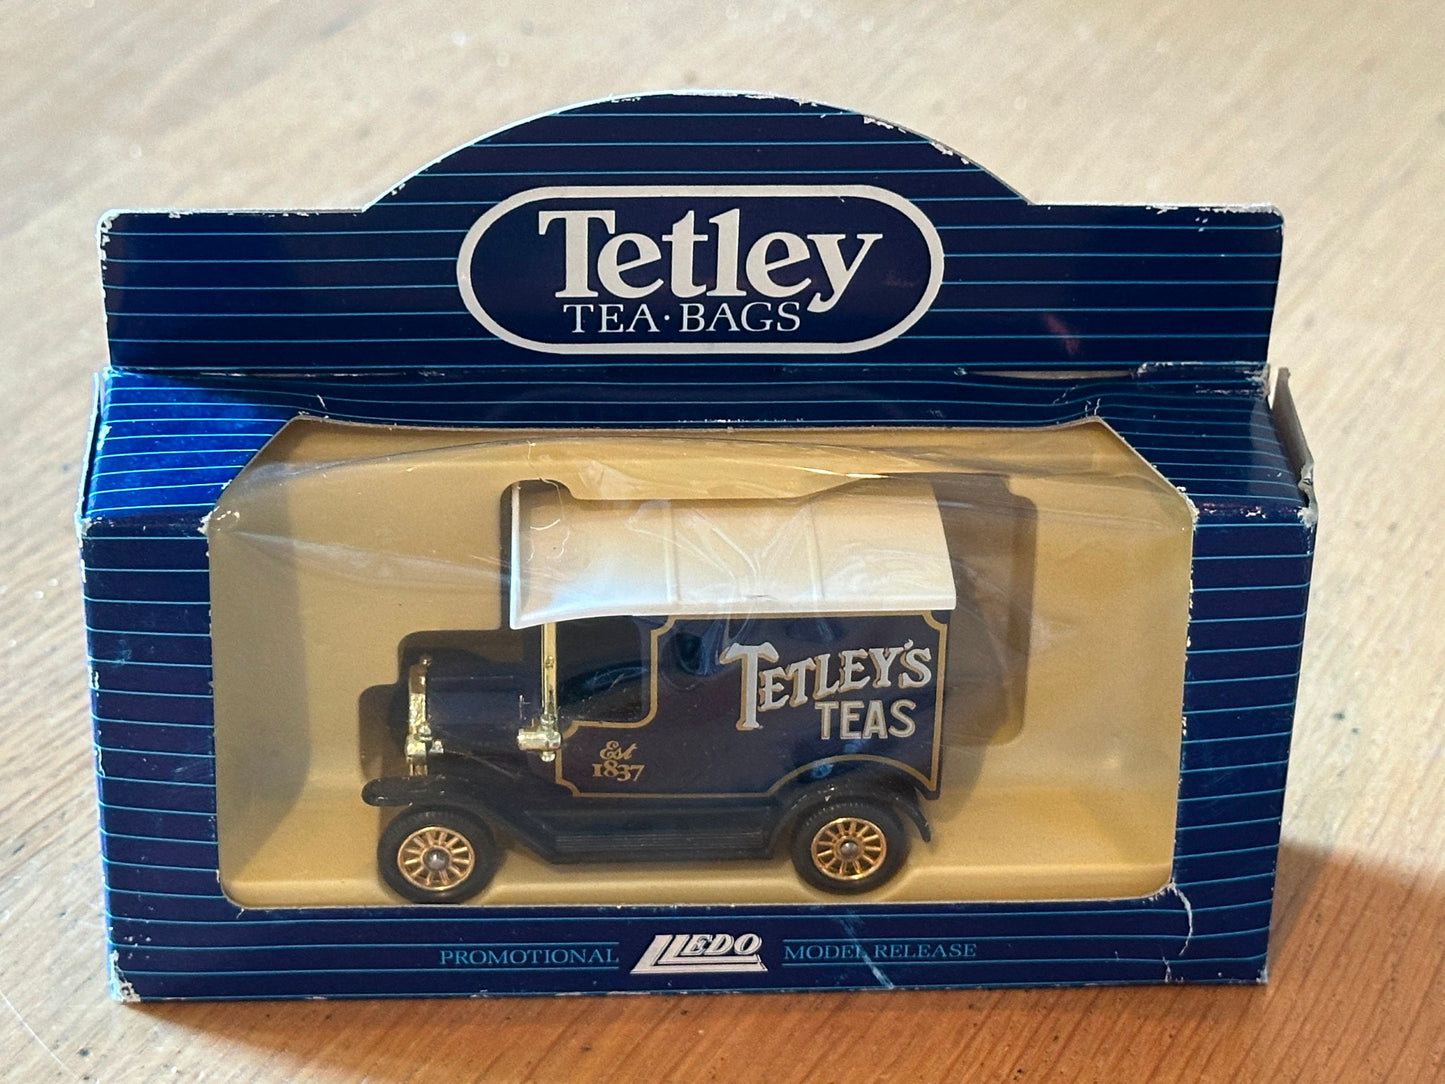 Tetley
TEA·BAGS
TETLEY'S
TEAS
Est
1837
PROMOTIONAL LLEDO MODEL RELEASE